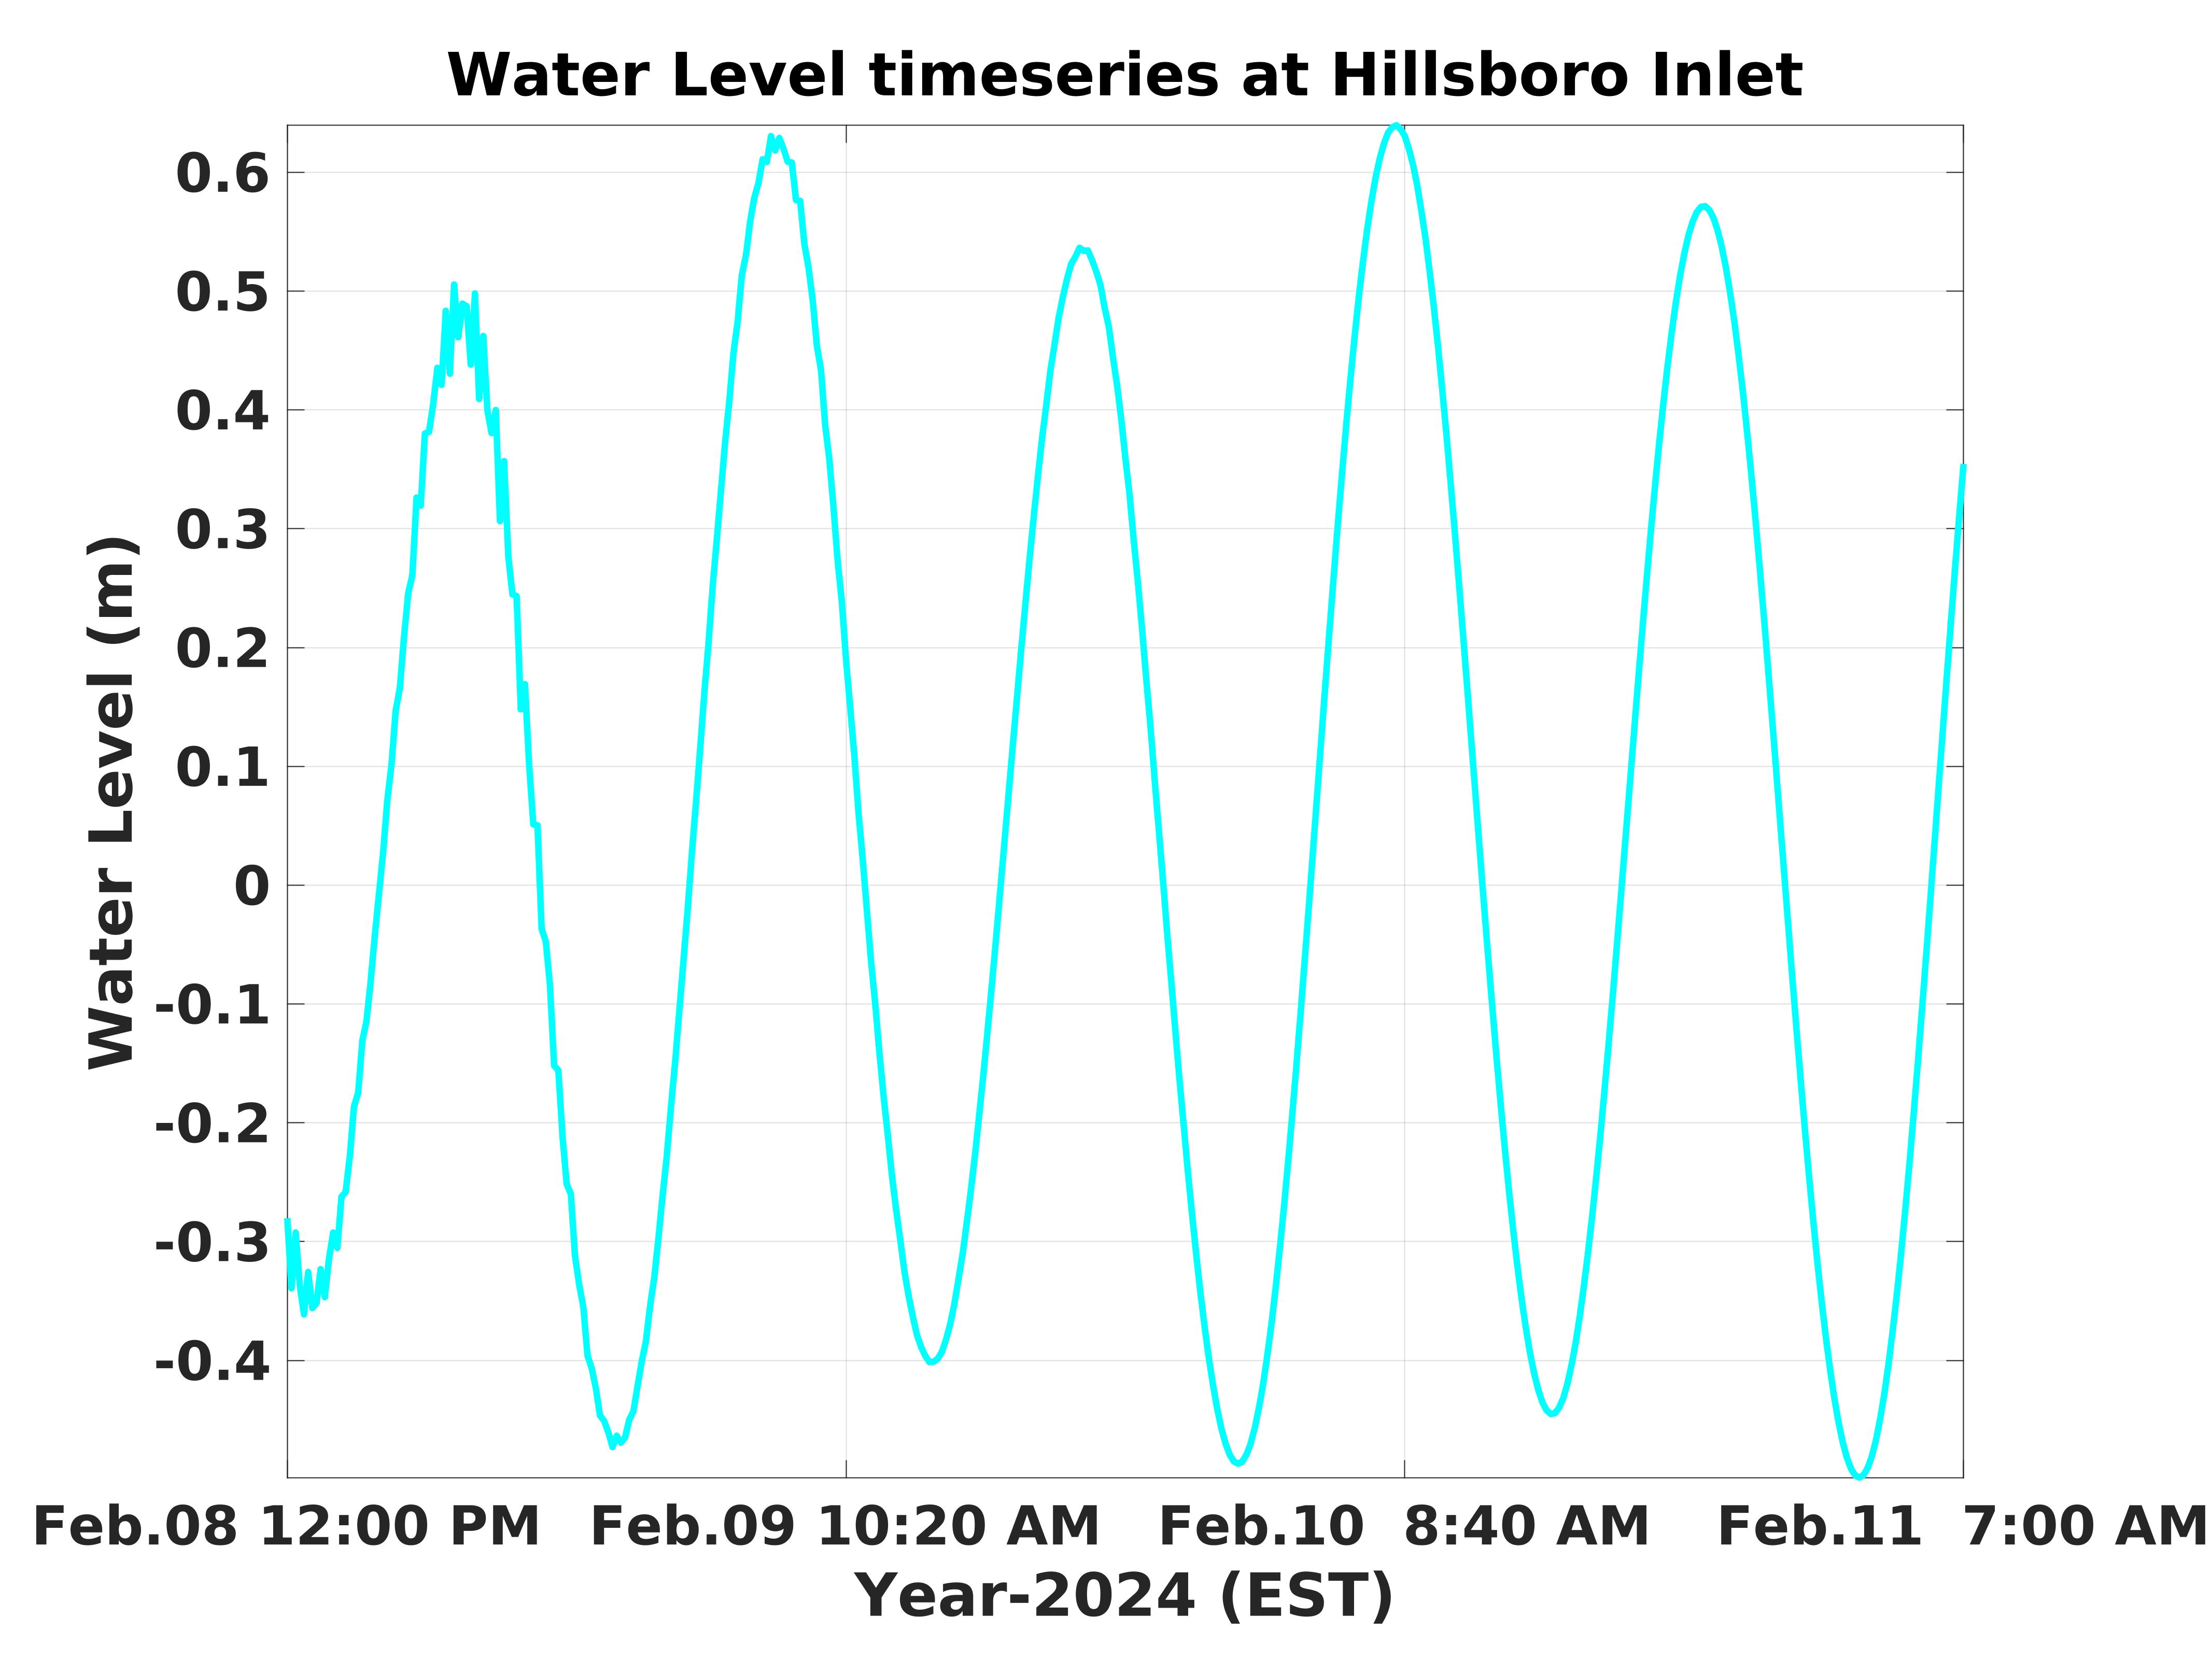 Water Level timeseries at Hillsboro Inlet
0.6
0.5
0.4
0.3
0.2
0.1
0
-0.1
-0.2
-0.3
-0.4
Water Level (m)
Feb.08 12:00 PM Feb.09 10:20 AM Feb.10 8:40 AM Feb.11 7:00 AM
Year-2024 (EST)